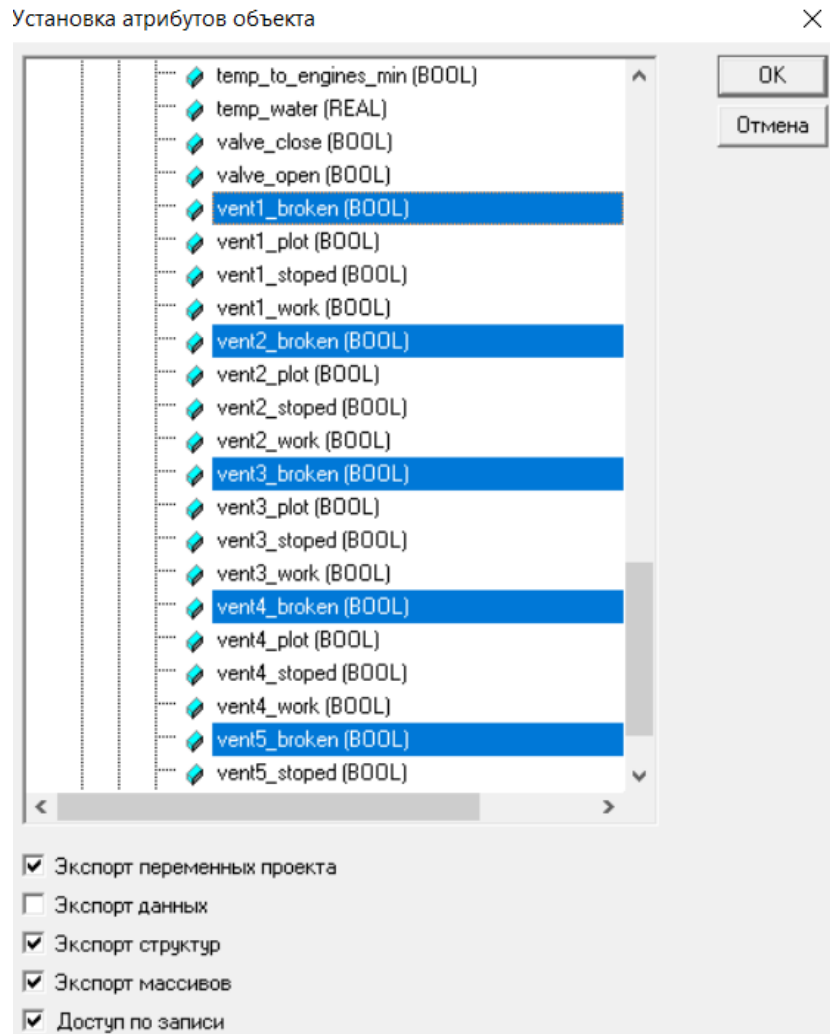 Установка атрибутов объекта
temp_to_engines_min (BOOL)
temp_water (REAL)
valve_close (BOOL)
valve_open (BOOL)
vent1_broken (BOOL)
vent1_plot (BOOL)
vent1_stoped (BOOL)
vent1_work (BOOL)
vent2_broken (BOOL)
vent2_plot (BOOL)
vent2_stoped (BOOL)
vent2_work (BOOL)
vent3_broken (BOOL)
vent3_plot (BOOL)
vent3_stoped (BOOL)
vent3_work (BOOL)
vent4_broken (BOOL)
vent4_plot (BOOL)
vent4_stoped (BOOL)
vent4_work (BOOL)
vent5_broken (BOOL)
vent5_stoped (BOOL)
OK
Отмена
Экспорт переменных проекта
Экспорт данных
Экспорт структур
Экспорт массивов
Доступ по записи